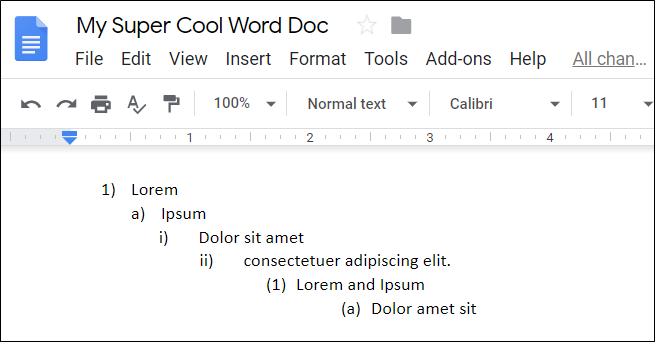 My Super Cool Word Doc
File Edit View Insert Format Tools Add-ons Help All chan...
100% Normal text Calibri 11
1 2 3 4
1) Lorem
a) Ipsum
i) Dolor sit amet
ii) consectetuer adipiscing elit.
(1) Lorem and Ipsum
(a) Dolor amet sit